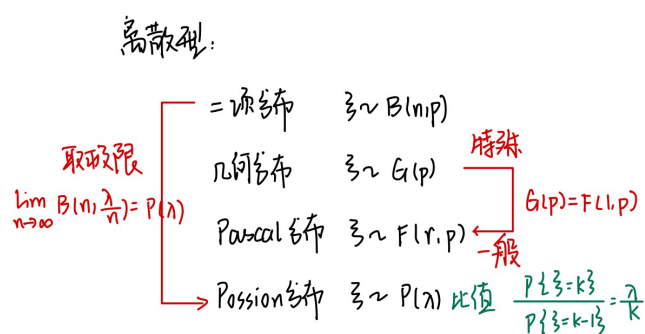 离散型:
二项分布 ξ~B(n,p)
取极限
lim n→∞ B(n,λ/n)=P(λ)
几何分布 ξ~G(p)
特殊
G(p)=F(1,p)
Pascal分布 ξ~F(r,p)
一般
Possion分布 ξ~P(λ) 比值 P{ξ=k}/P{ξ=k-1}=λ/k